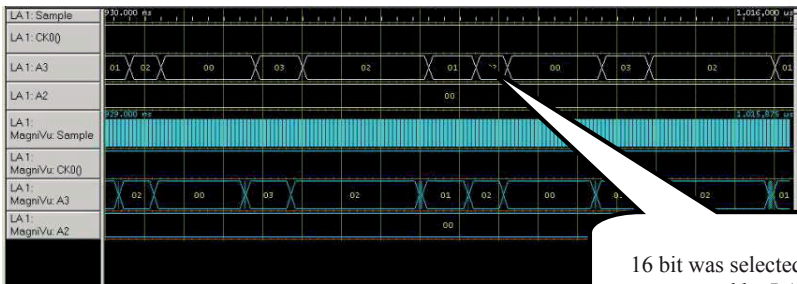 LA 1: Sample 930.000 ns 1.016,000 us
LA 1: CK0()
LA 1: A3 01 02 00 03 02 01 00 03 02 01
LA 1: A2 00
LA 1:
MagniVu: Sample 929.000 ns 1.015,875 us
LA 1:
MagniVu: CK0()
LA 1:
MagniVu: A3 02 00 03 02 01 02 00 02 01
LA 1:
MagniVu: A2 00
16 bit was selected